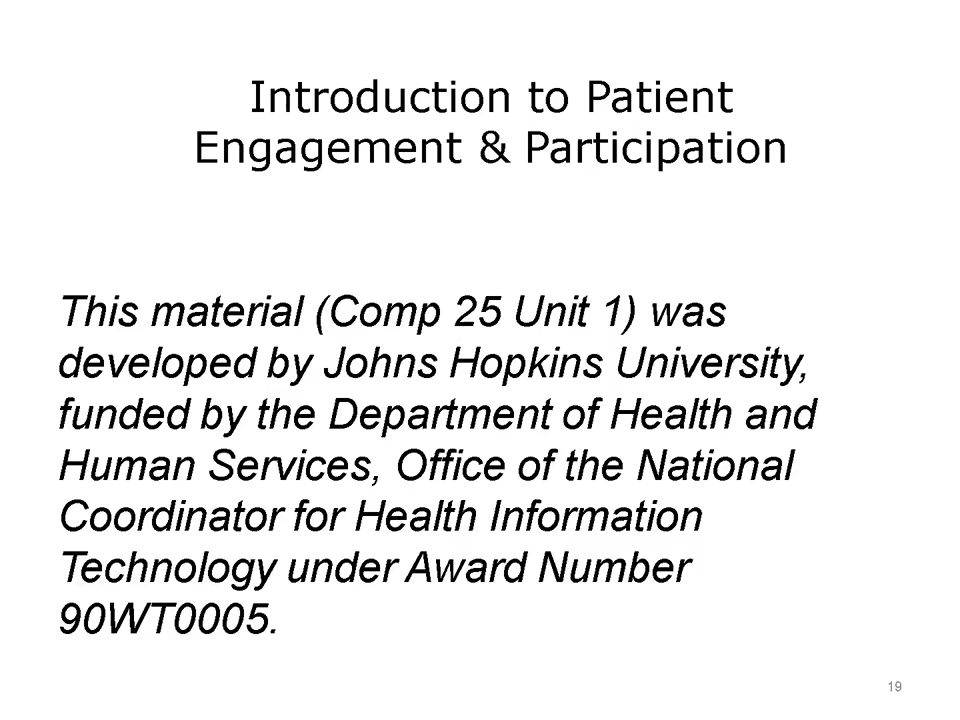 Introduction to Patient
Engagement & Participation
This material (Comp 25 Unit 1) was
developed by Johns Hopkins University,
funded by the Department of Health and
Human Services, Office of the National
Coordinator for Health Information
Technology under Award Number
90WT0005.
19